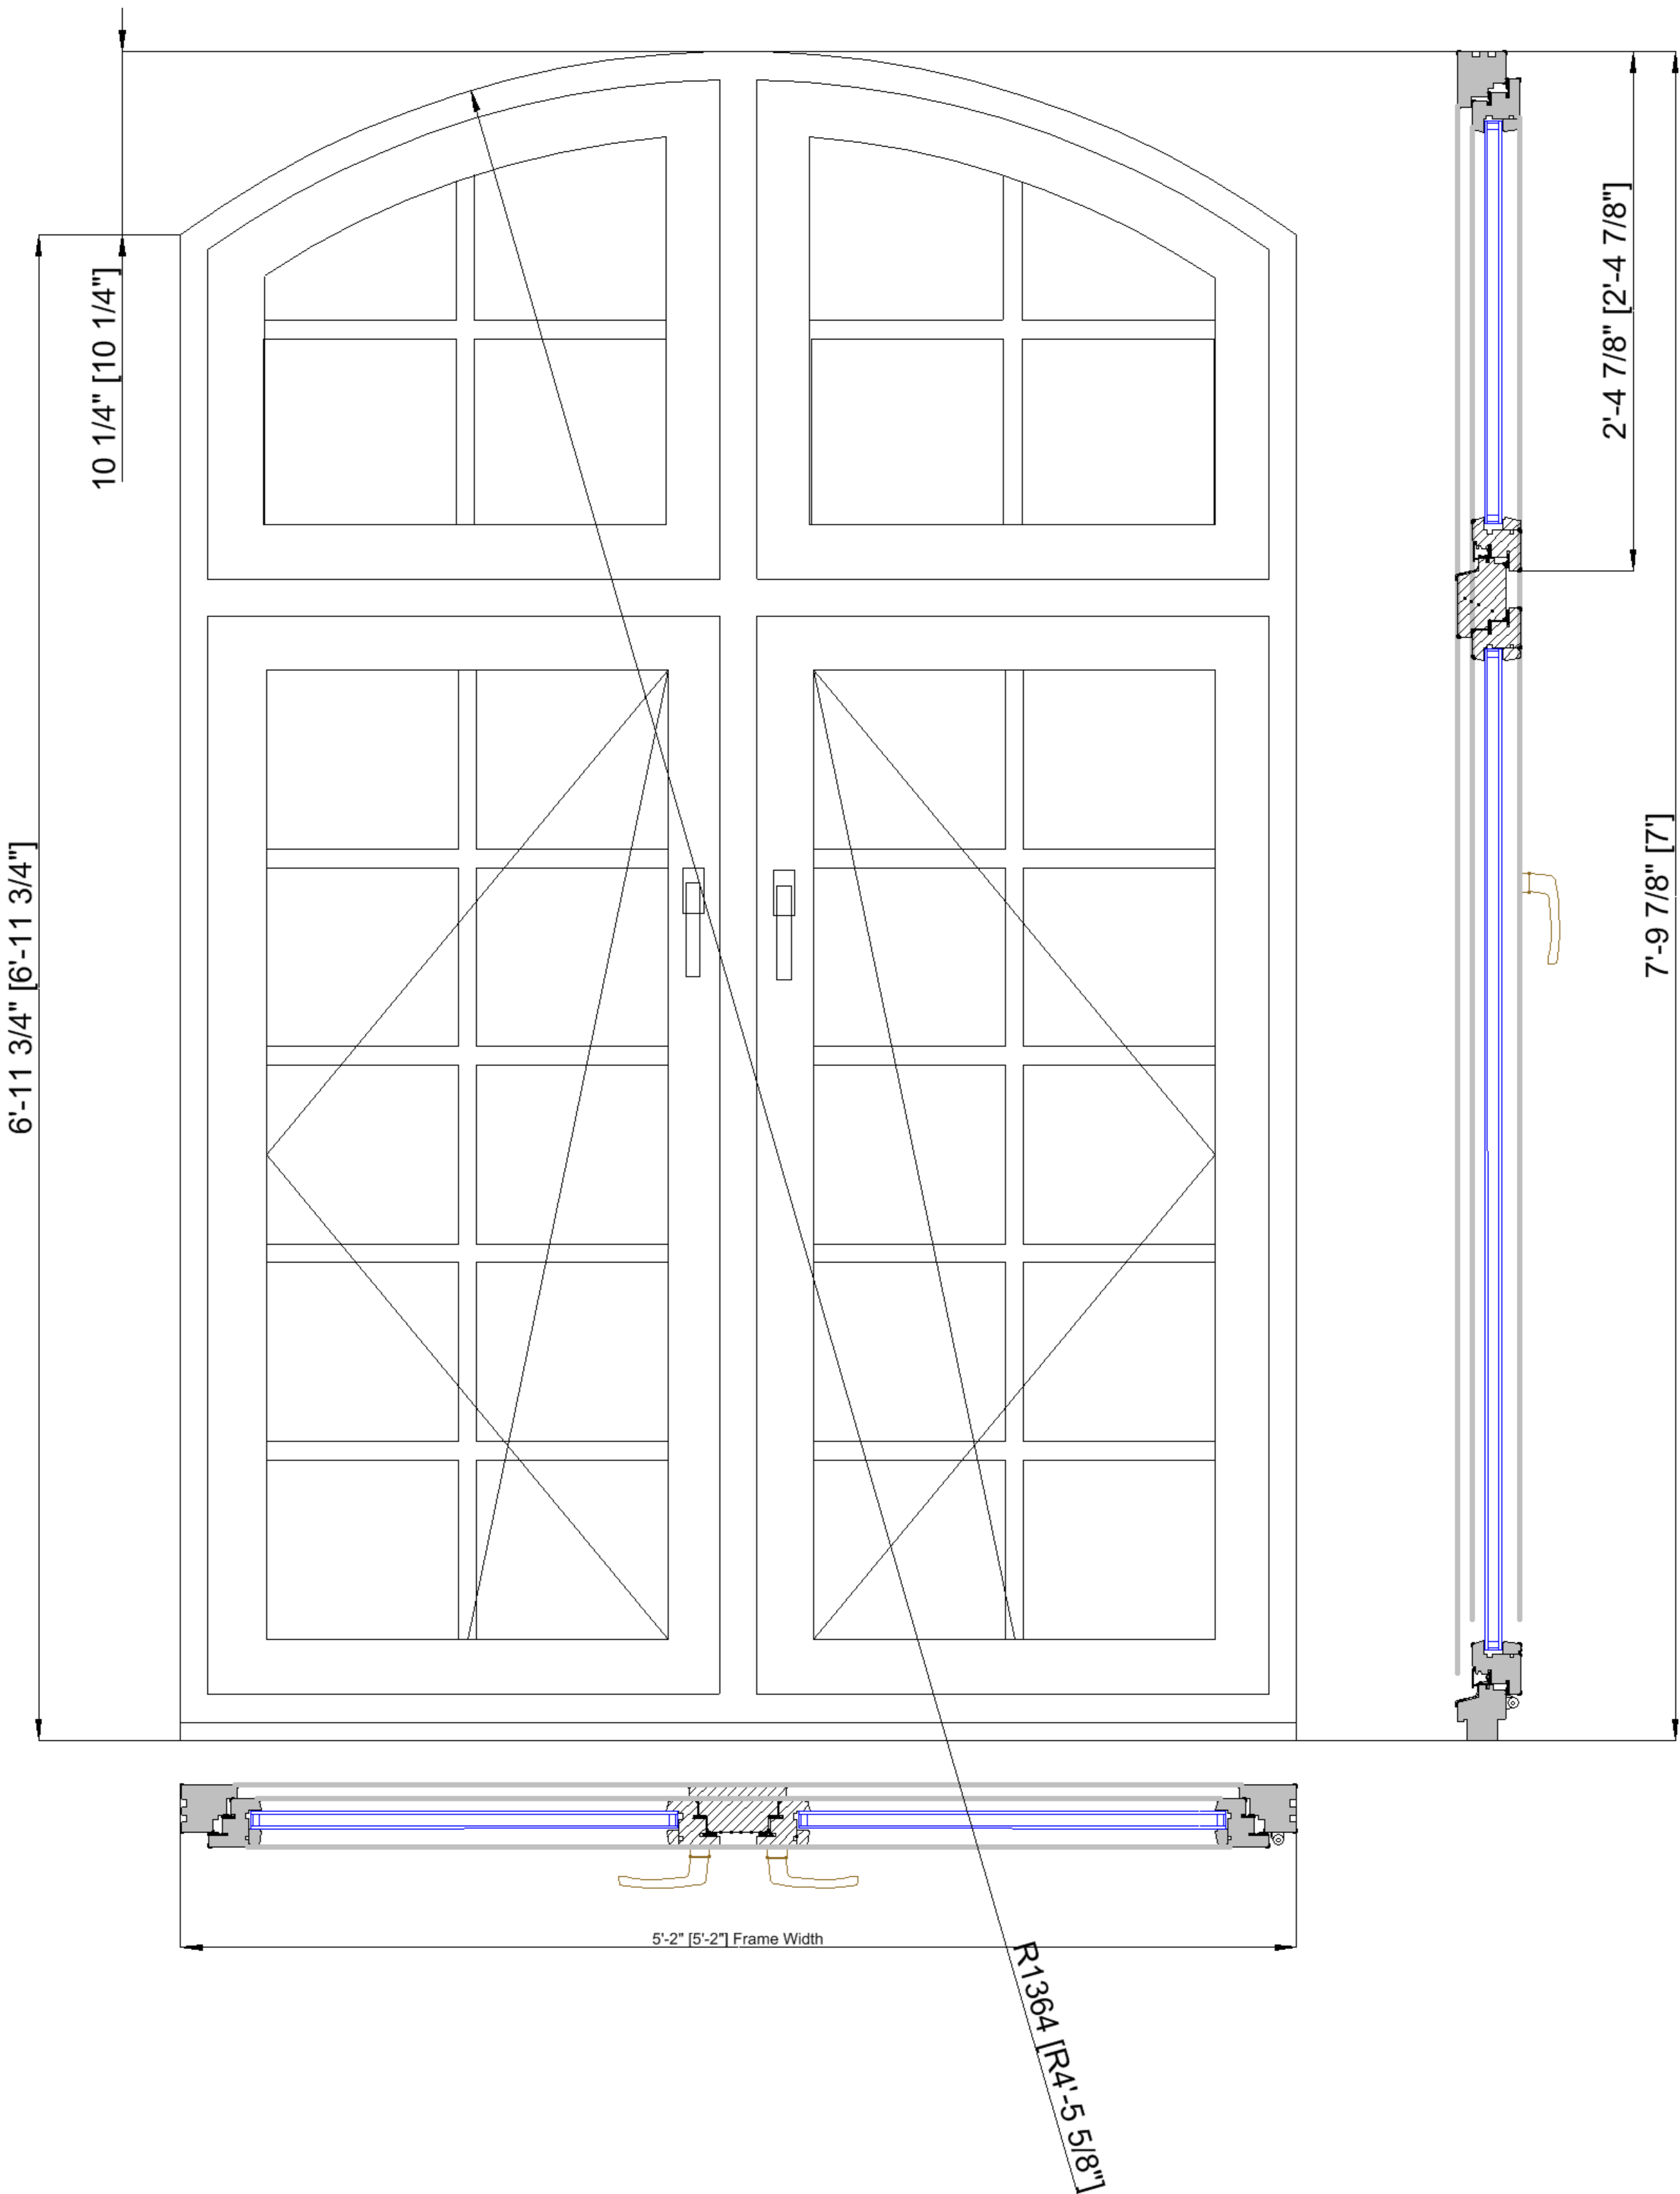 10 1/4" [10 1/4"]
2'-4 7/8" [2'-4 7/8"]
6'-11 3/4" [6'-11 3/4"]
7'-9 7/8" [7']
5'-2" [5'-2"] Frame Width
R1364 [R4'-5 5/8"]